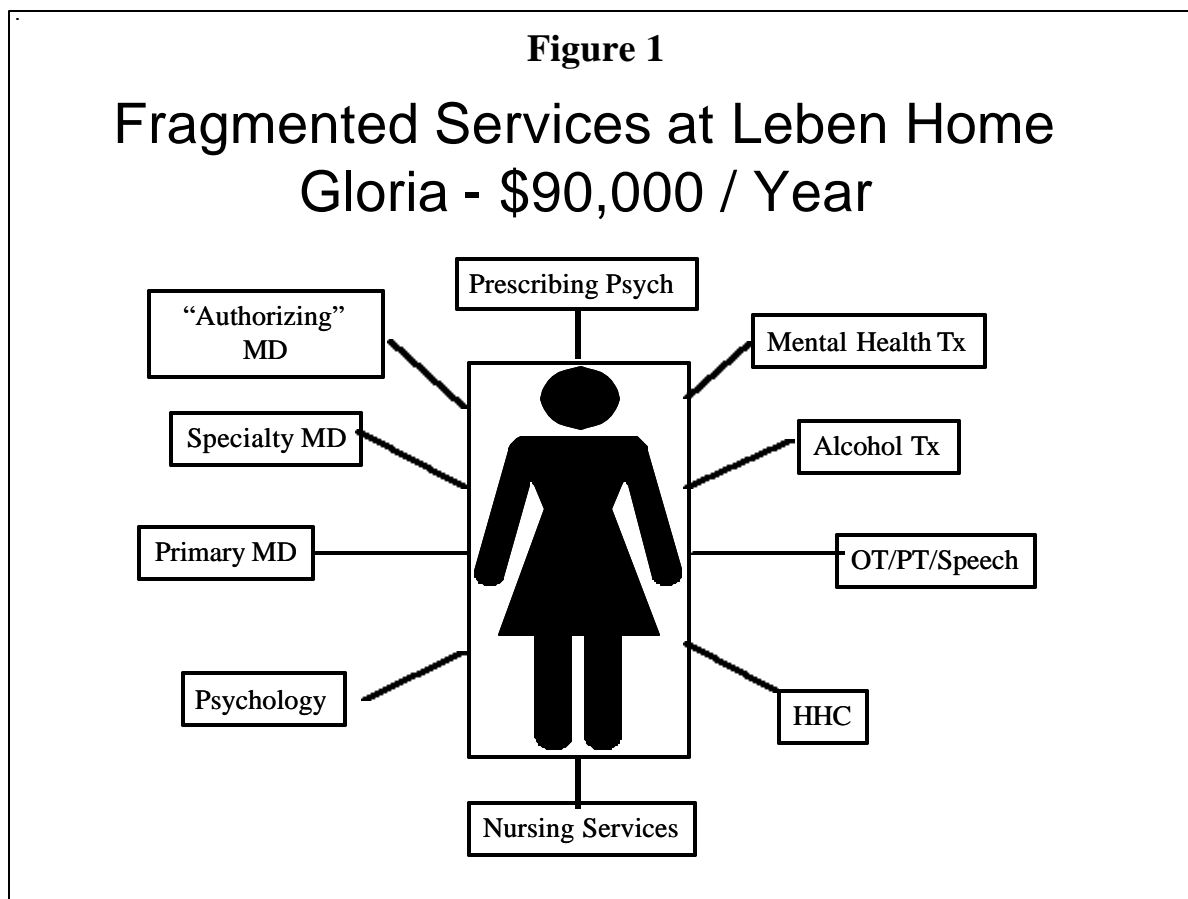 Figure 1
Fragmented Services at Leben Home
Gloria - $90,000 / Year
Prescribing Psych
“Authorizing”
MD
Mental Health Tx
Specialty MD
Alcohol Tx
Primary MD
OT/PT/Speech
Psychology
HHC
Nursing Services